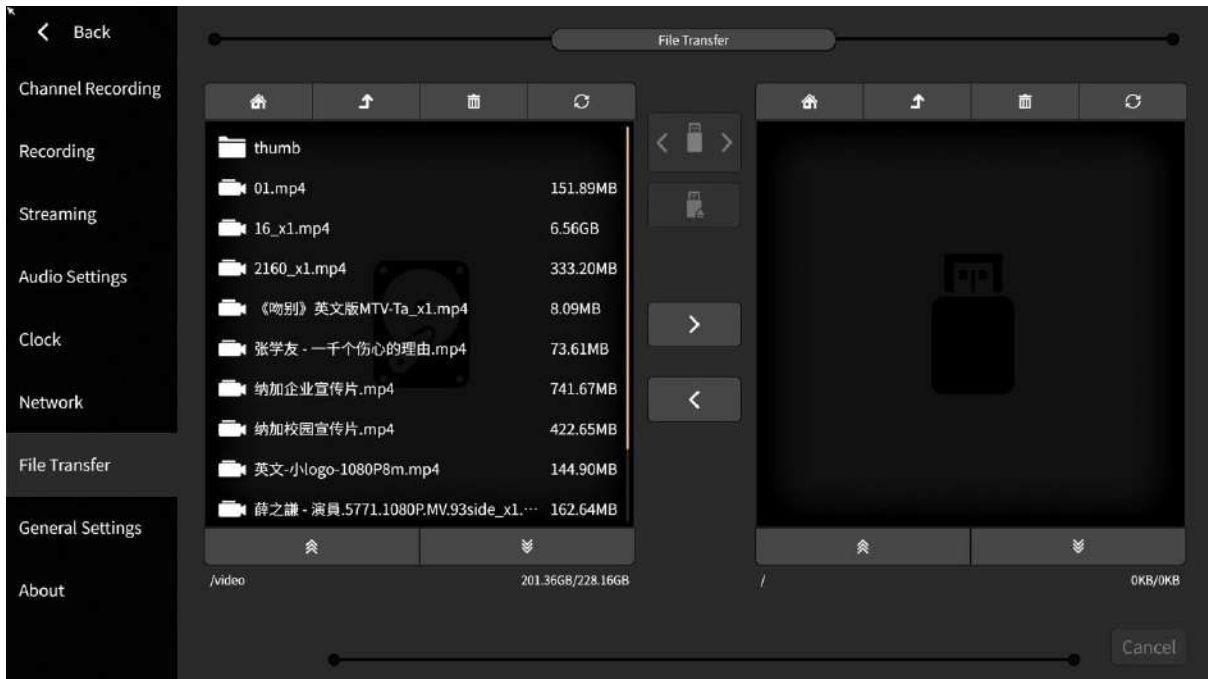 Back
File Transfer
Channel Recording
Recording
Streaming
Audio Settings
Clock
Network
File Transfer
General Settings
About
thumb
01.mp4 151.89MB
16_x1.mp4 6.56GB
2160_x1.mp4 333.20MB
《吻别》英文版MTV-Ta_x1.mp4 8.09MB
张学友 - 一千个伤心的理由.mp4 73.61MB
纳加企业宣传片.mp4 741.67MB
纳加校园宣传片.mp4 422.65MB
英文-小logo-1080P8m.mp4 144.90MB
薛之謙 - 演員.5771.1080P.MV.93side_x1.⋯ 162.64MB
/video 201.36GB/228.16GB
/ 0KB/0KB
Cancel